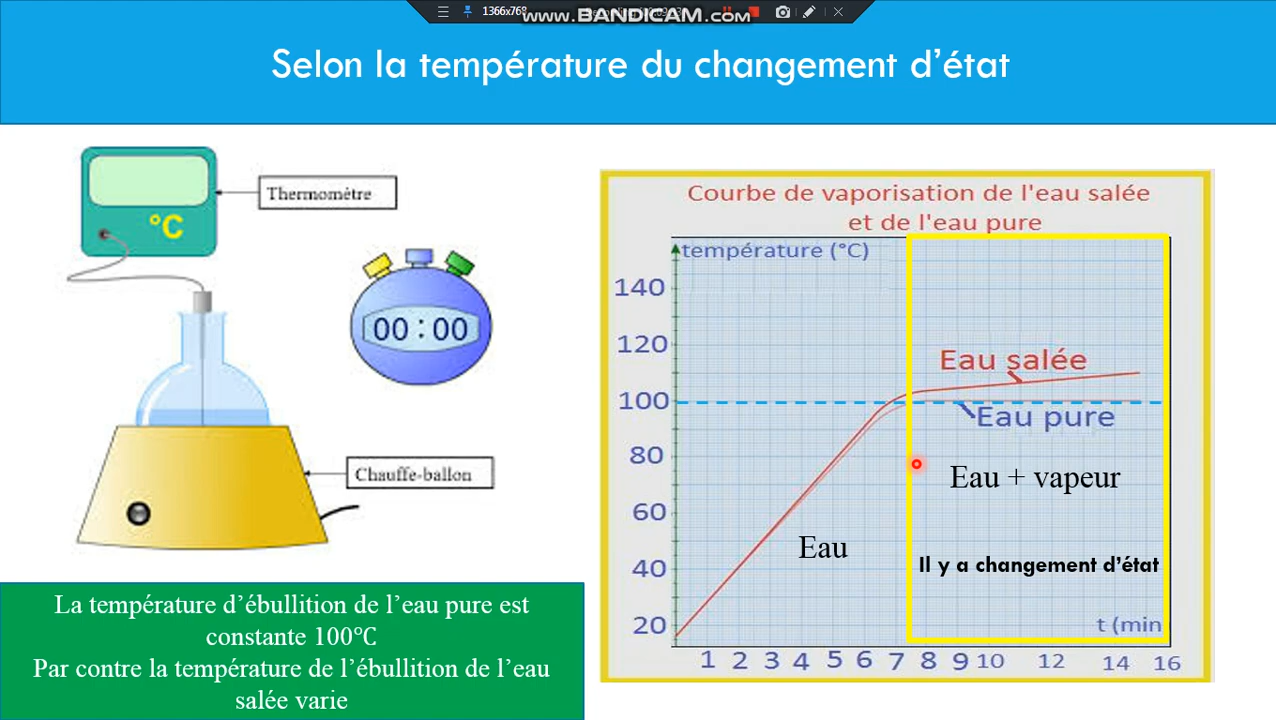 1366x768
www.BANDICAM.com
Selon la température du changement d'état
Thermomètre
°C
00:00
Chauffe-ballon
La température d'ébullition de l'eau pure est
constante 100℃
Par contre la température de l'ébullition de l'eau
salée varie
Courbe de vaporisation de l'eau salée
et de l'eau pure
température (°C)
140
120
Eau salée
100
Eau pure
80
Eau + vapeur
60
Eau
40
Il y a changement d'état
20
t (min
1 2 3 4 5 6 7 8 9 10 12 14 16